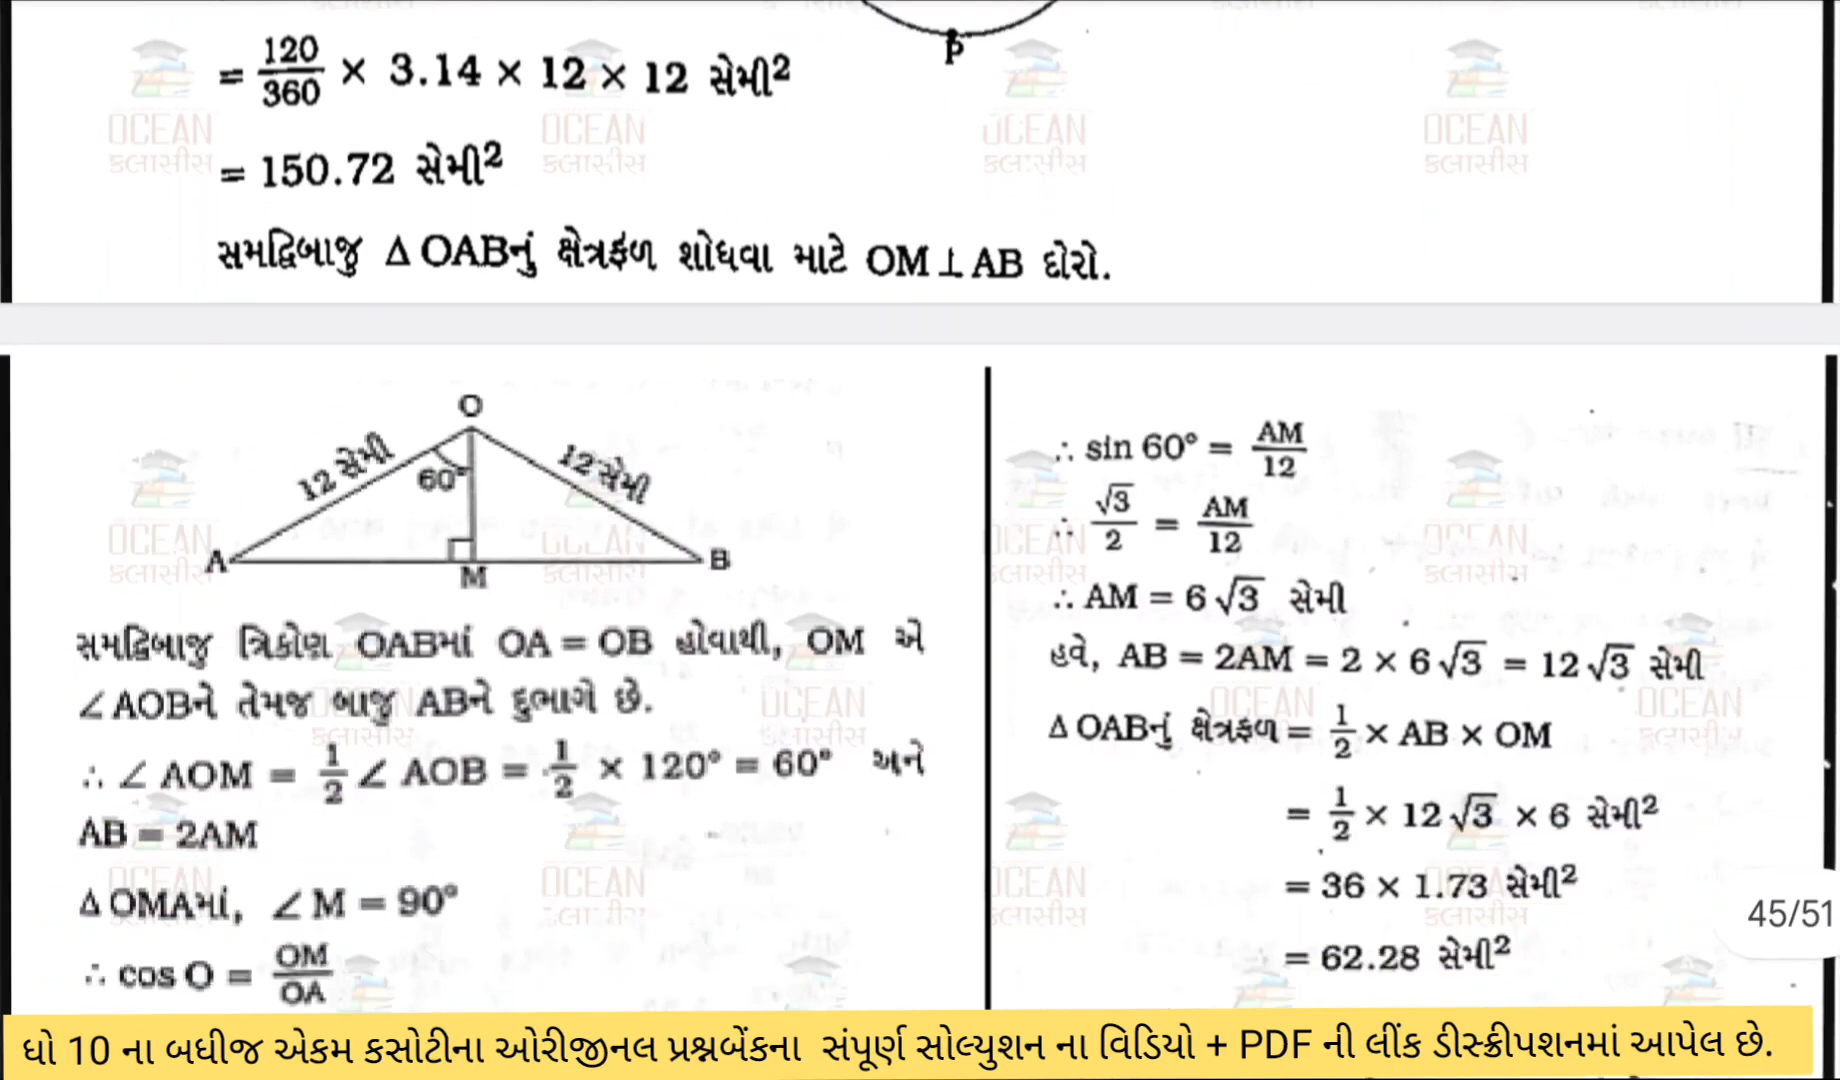 P
= 120/360 × 3.14 × 12 × 12 સેમી²
= 150.72 સેમી²
સમદ્વિબાજુ Δ OABનું ક્ષેત્રફળ શોધવા માટે OM ⊥ AB દોરો.
O
12 સેમી
12 સેમી
60°
A
M
B
સમદ્વિબાજુ ત્રિકોણ OABમાં OA = OB હોવાથી, OM એ
∠AOBને તેમજ બાજુ ABને દુભાગે છે.
∴ ∠ AOM = 1/2 ∠ AOB = 1/2 × 120° = 60° અને
AB = 2AM
Δ OMAમાં, ∠ M = 90°
∴ cos O = OM/OA
∴ sin 60° = AM/12
∴ √3/2 = AM/12
∴ AM = 6√3 સેમી
હવે, AB = 2AM = 2 × 6√3 = 12√3 સેમી
Δ OABનું ક્ષેત્રફળ = 1/2 × AB × OM
= 1/2 × 12√3 × 6 સેમી²
= 36 × 1.73 સેમી²
= 62.28 સેમી²
45/51
ધો 10 ના બધીજ એકમ કસોટીના ઓરીજીનલ પ્રશ્નબેંકના સંપૂર્ણ સોલ્યુશન ના વિડિયો + PDF ની લીંક ડીસ્ક્રીપશનમાં આપેલ છે.
OCEAN
ક્લાસીસ